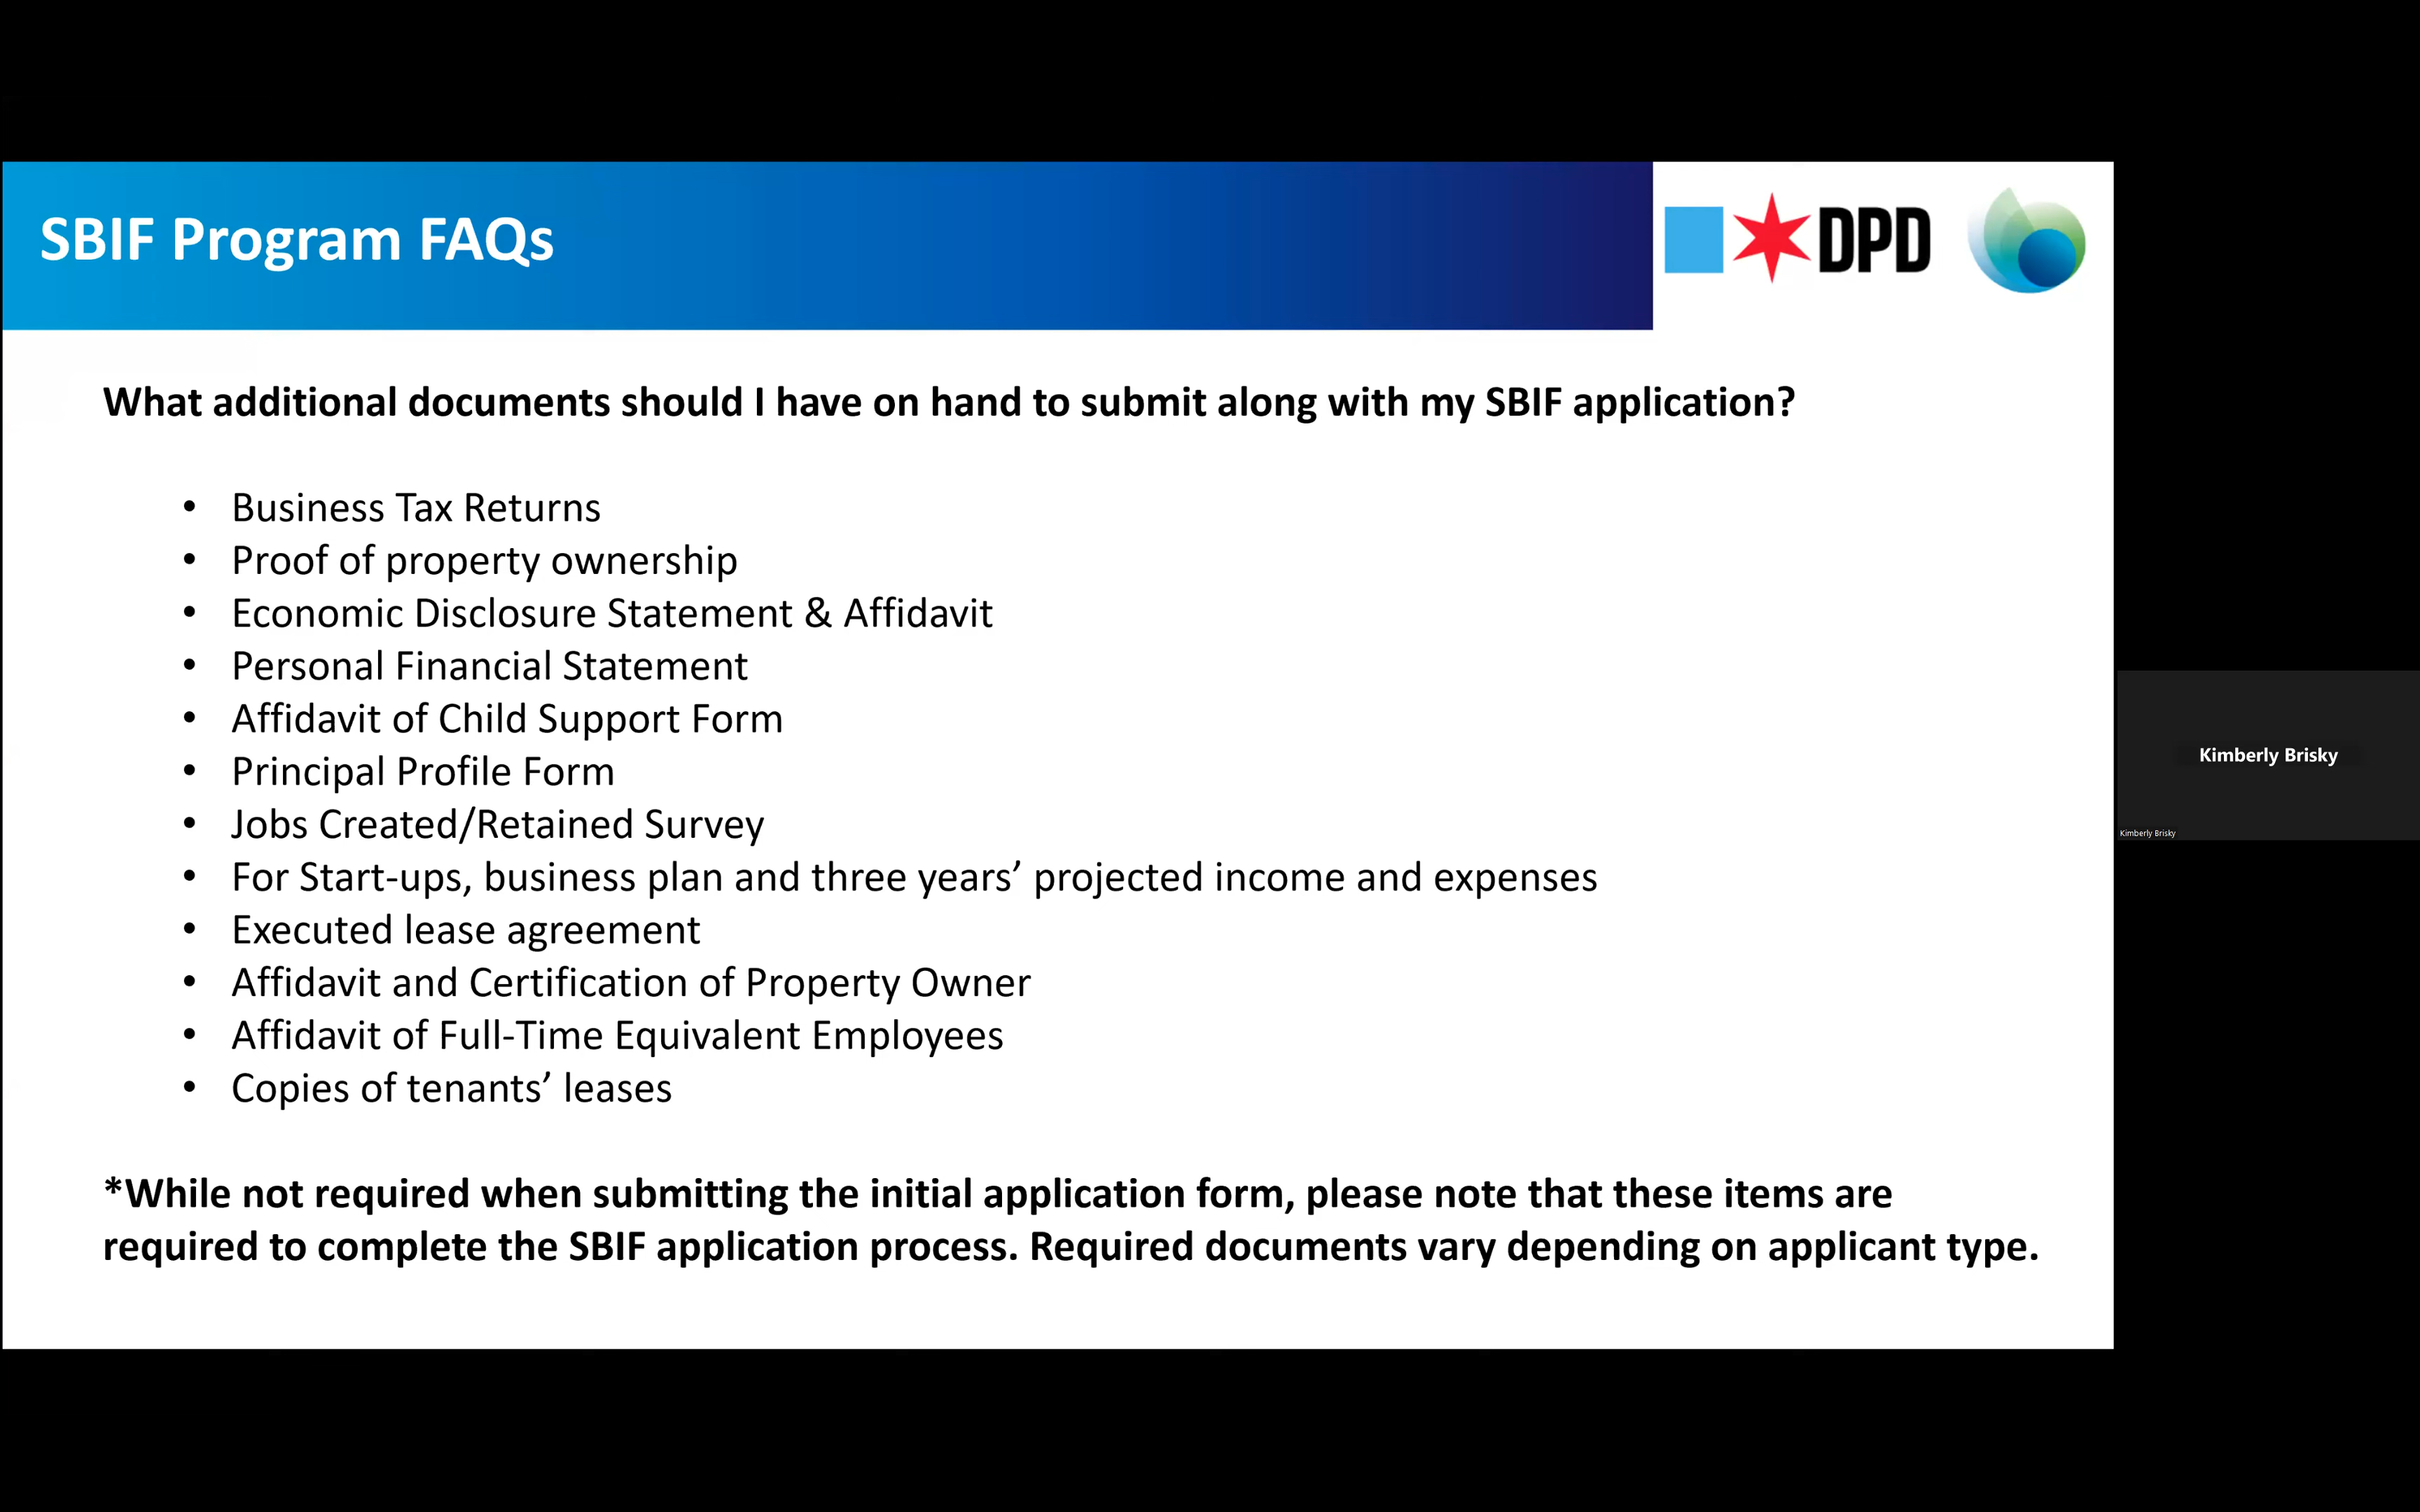 SBIF Program FAQs
DPD
What additional documents should I have on hand to submit along with my SBIF application?
• Business Tax Returns
• Proof of property ownership
• Economic Disclosure Statement & Affidavit
• Personal Financial Statement
• Affidavit of Child Support Form
• Principal Profile Form
• Jobs Created/Retained Survey
• For Start-ups, business plan and three years’ projected income and expenses
• Executed lease agreement
• Affidavit and Certification of Property Owner
• Affidavit of Full-Time Equivalent Employees
• Copies of tenants’ leases
*While not required when submitting the initial application form, please note that these items are
required to complete the SBIF application process. Required documents vary depending on applicant type.
Kimberly Brisky
Kimberly Brisky